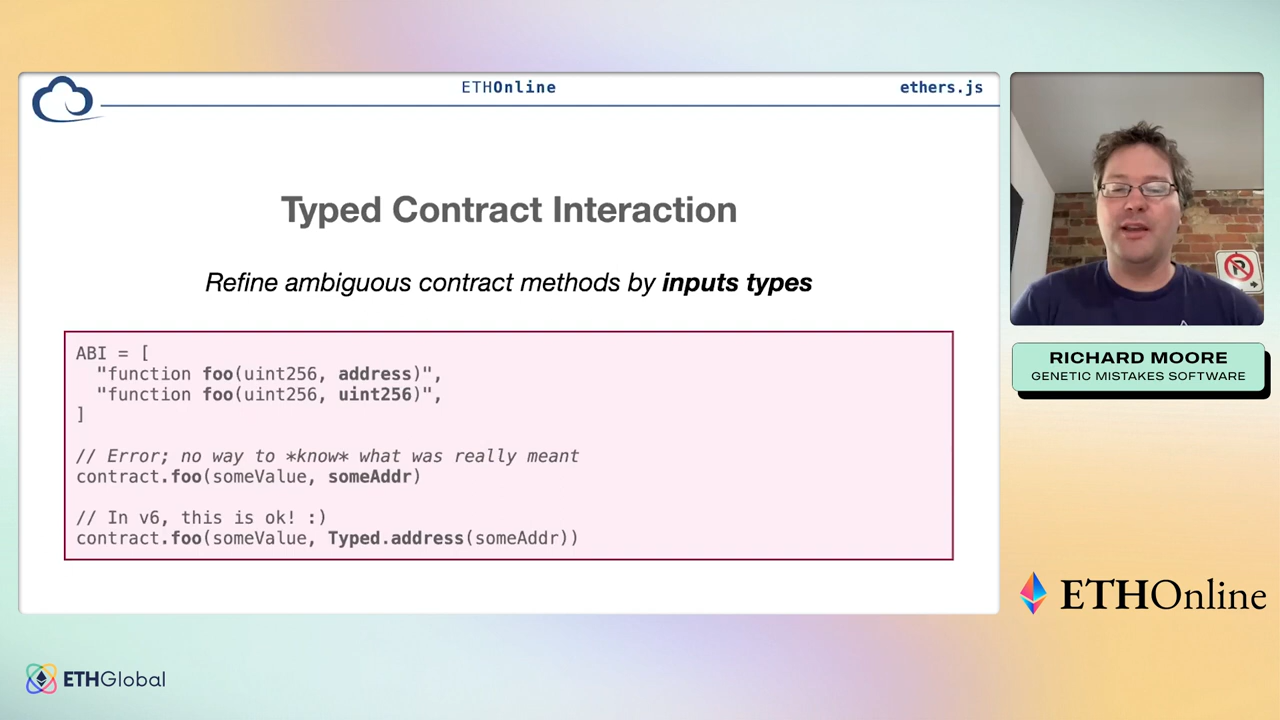 ETHOnline
ethers.js
Typed Contract Interaction
Refine ambiguous contract methods by inputs types
ABI = [
  "function foo(uint256, address)",
  "function foo(uint256, uint256)",
]
// Error; no way to *know* what was really meant
contract.foo(someValue, someAddr)
// In v6, this is ok! :)
contract.foo(someValue, Typed.address(someAddr))
P
RICHARD MOORE
GENETIC MISTAKES SOFTWARE
ETHOnline
ETHGlobal